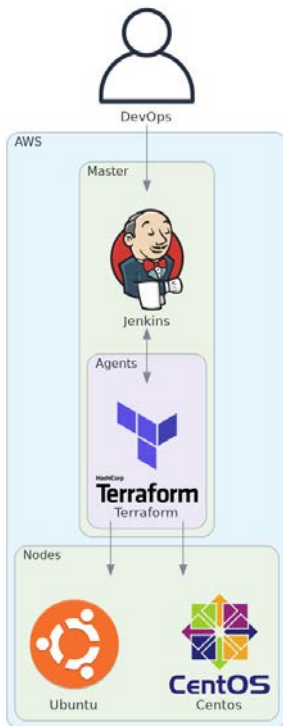 DevOps
AWS
Master
Jenkins
Agents
HashiCorp
Terraform
Terraform
Nodes
CentOS
Ubuntu
Centos